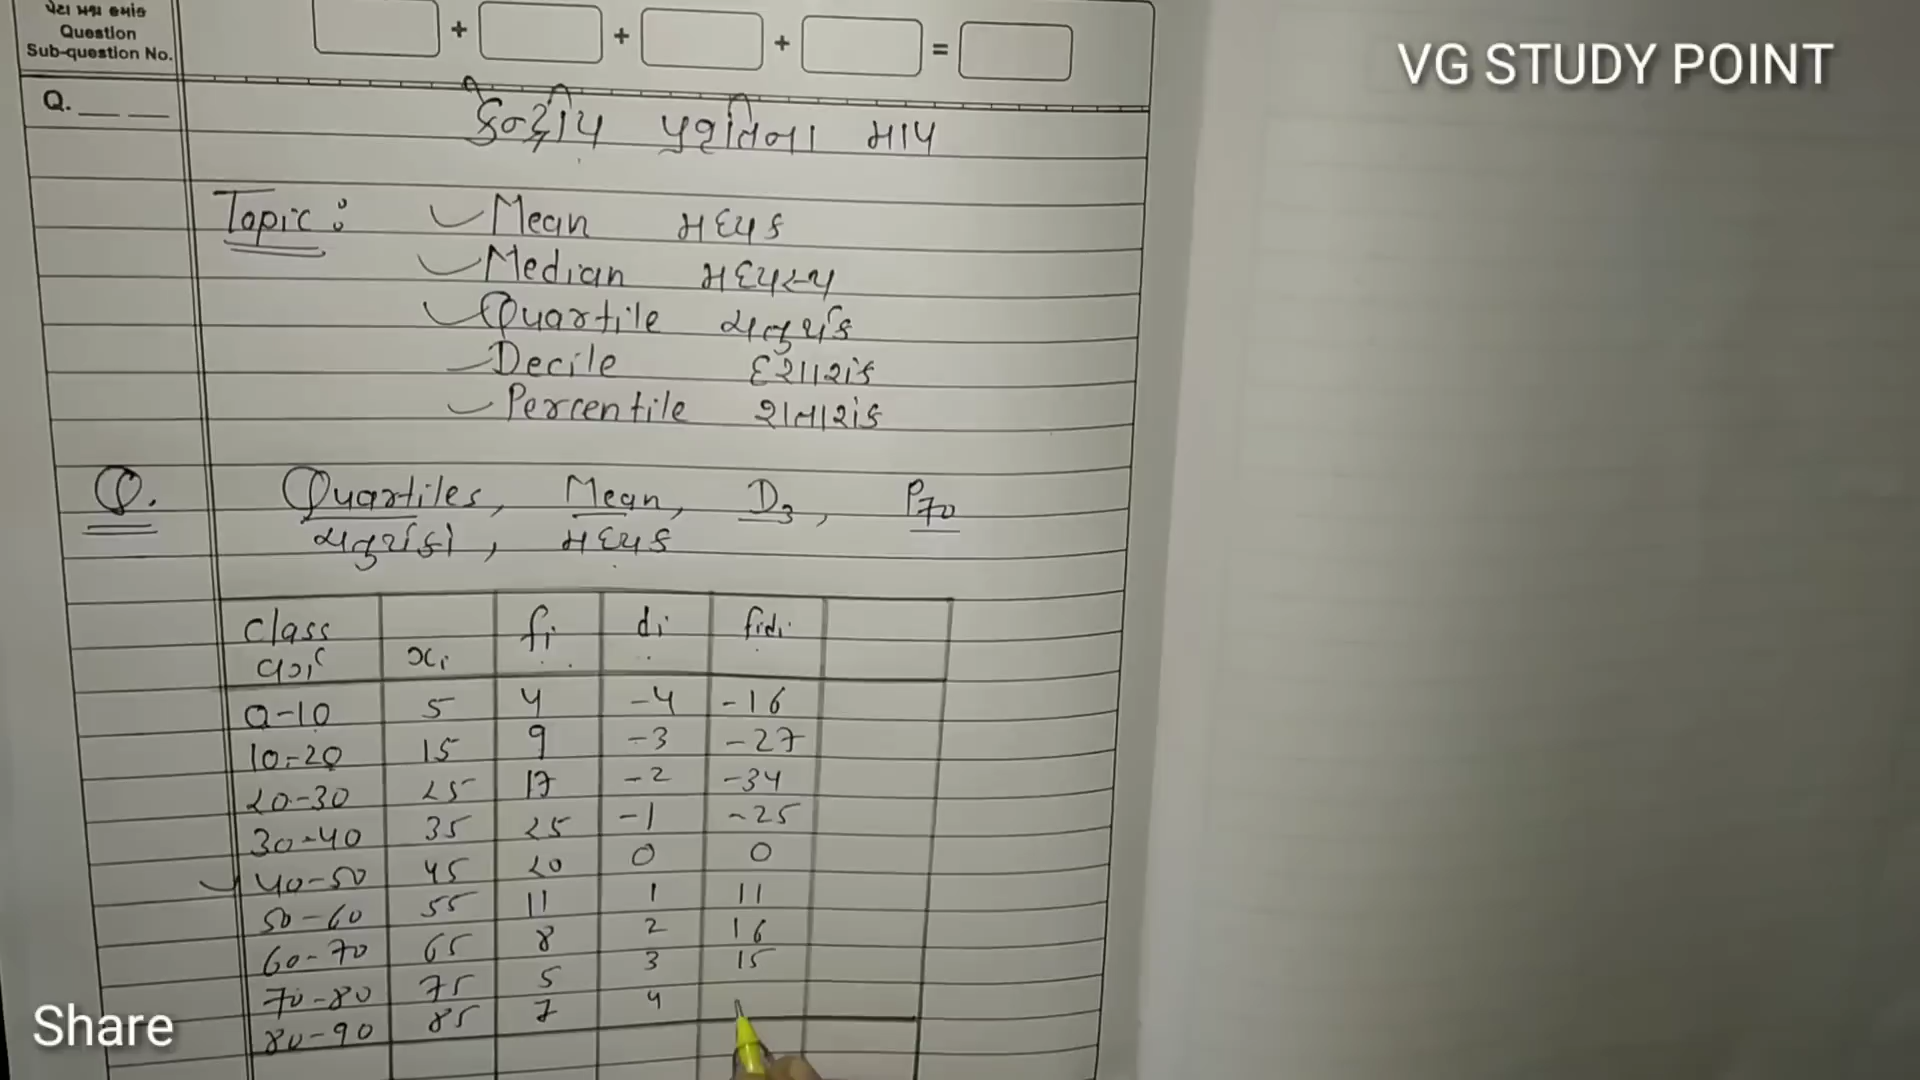 પેટા પ્રશ્ન ક્રમાંક
Question
Sub-question No.
+ + + =
VG STUDY POINT
Q. __ __
કેન્દ્રીય પ્રવૃત્તિના માપ
Topic : Mean મધ્યક
Median મધ્યસ્થ
Quartile ચતુર્થક
Decile દશાંશક
Percentile શતાંશક
Q. Quartiles, Mean, D3, P70
ચતુર્થકો, મધ્યક
Class xi fi di fidi
વર્ગ
0-10 5 4 -4 -16
10-20 15 9 -3 -27
20-30 25 17 -2 -34
30-40 35 25 -1 -25
40-50 45 20 0 0
50-60 55 11 1 11
60-70 65 8 2 16
70-80 75 5 3 15
80-90 85 7 4
Share